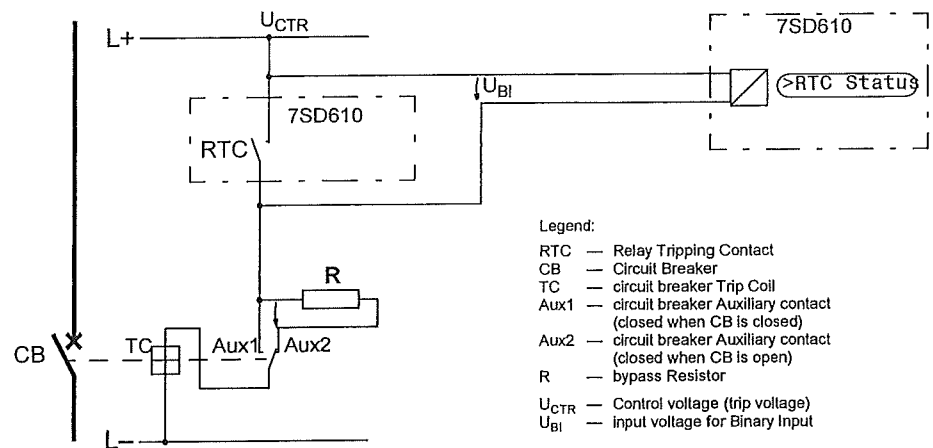 U_CTR
L+
7SD610
U_BI
>RTC Status
7SD610
RTC
Legend:
RTC — Relay Tripping Contact
CB — Circuit Breaker
TC — circuit breaker Trip Coil
Aux1 — circuit breaker Auxiliary contact
(closed when CB is closed)
Aux2 — circuit breaker Auxiliary contact
(closed when CB is open)
R — bypass Resistor
U_CTR — Control voltage (trip voltage)
U_BI — input voltage for Binary Input
R
CB
TC
Aux1
Aux2
L–